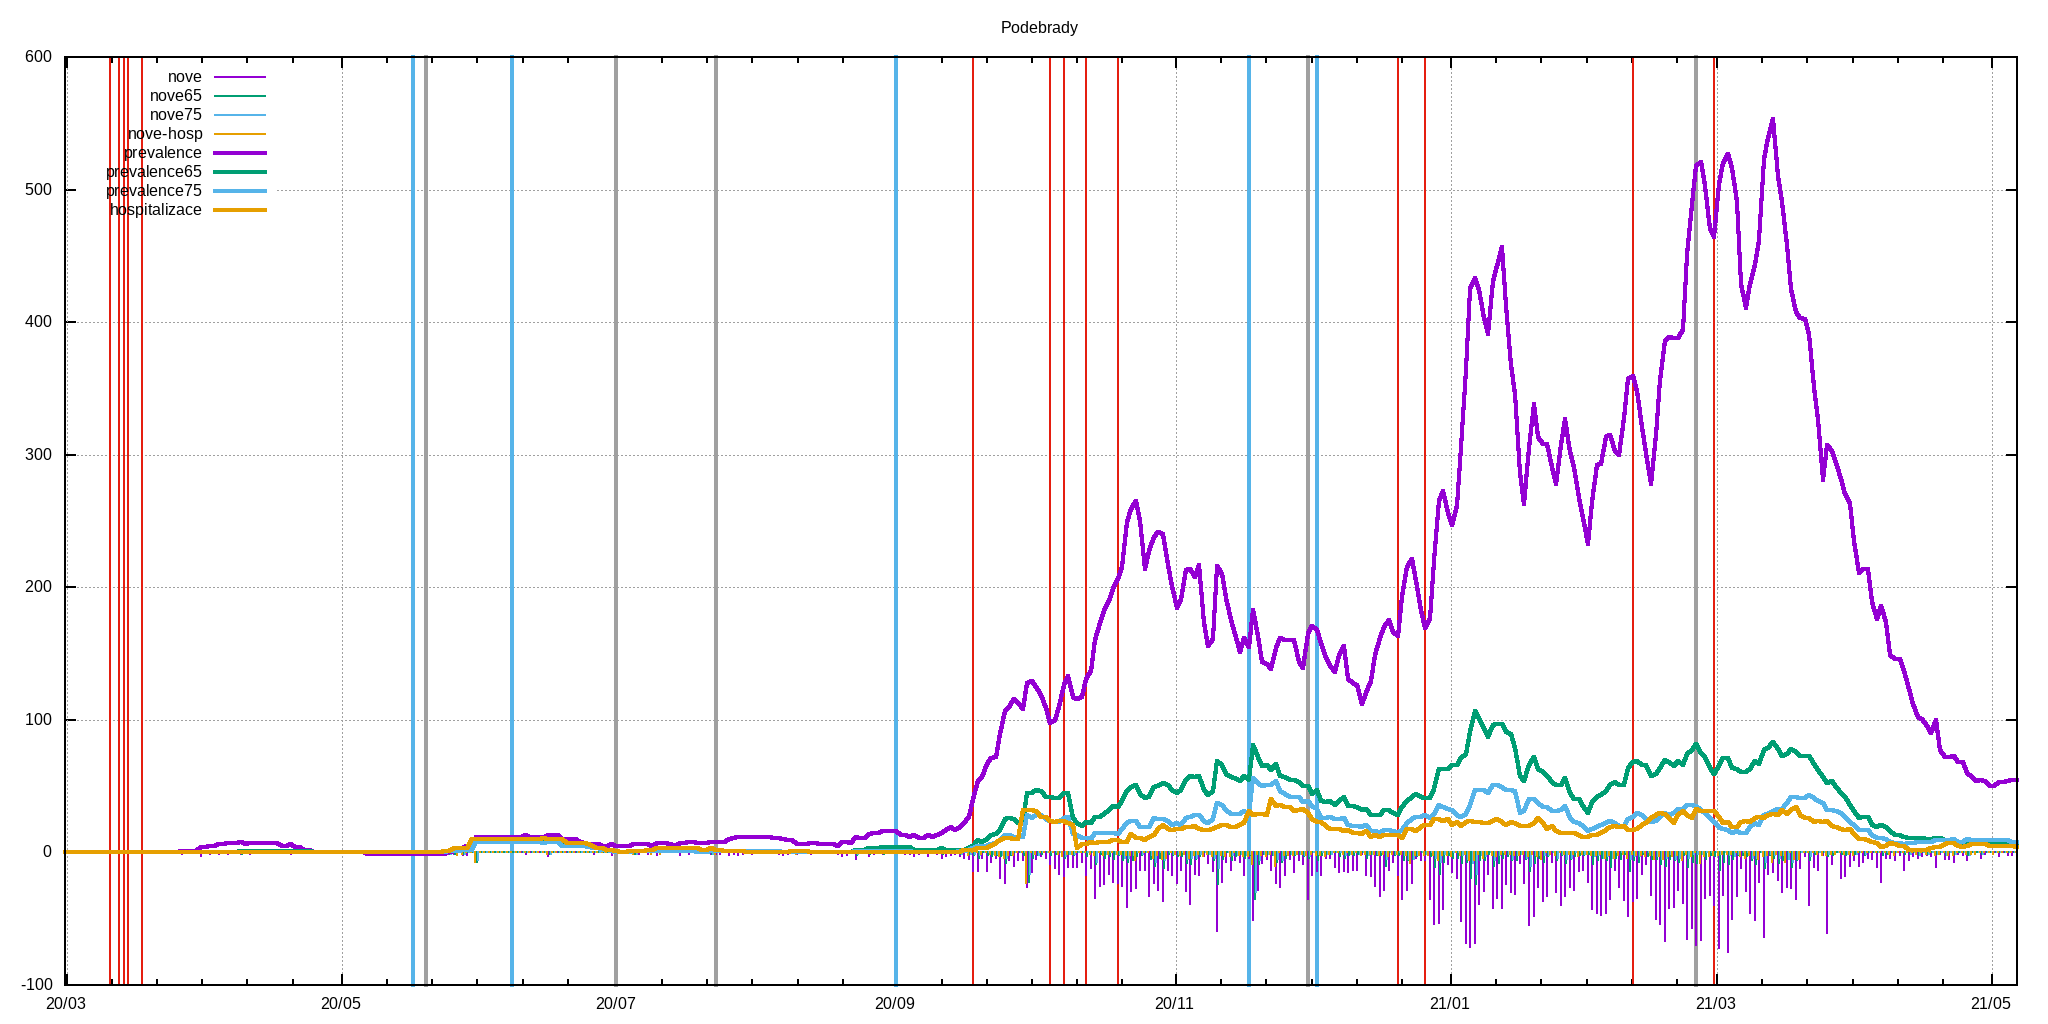 Podebrady
600
500
400
300
200
100
0
-100
nove
nove65
nove75
nove-hosp
prevalence
prevalence65
prevalence75
hospitalizace
20/03 20/05 20/07 20/09 20/11 21/01 21/03 21/05